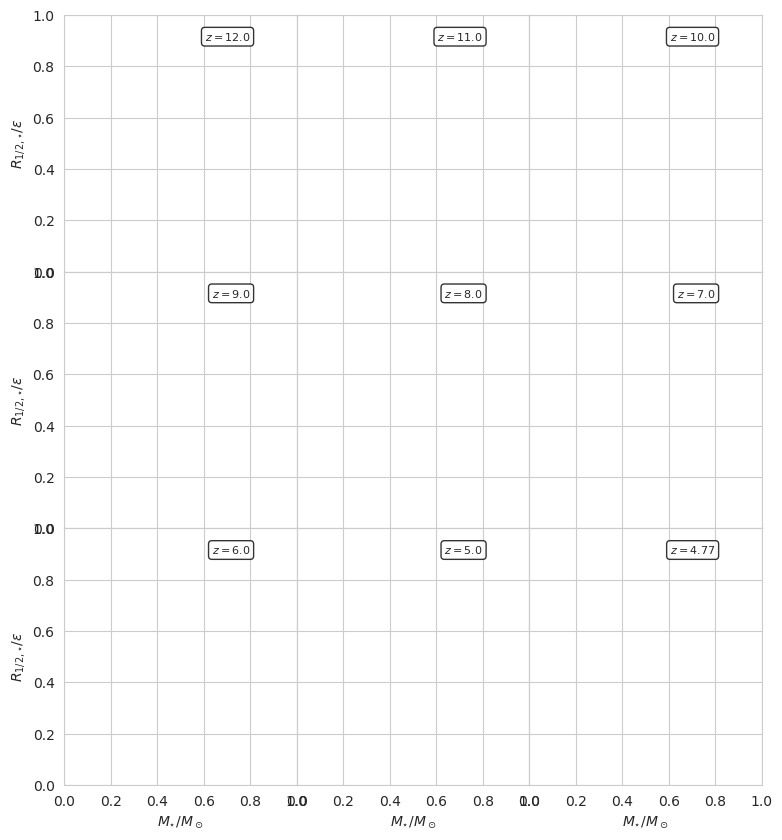 1.0
z = 12.0
z = 11.0
z = 10.0
0.8
R_{1/2,⋆}/ϵ
0.6
0.4
0.2
1.0
0.0
z = 9.0
z = 8.0
z = 7.0
0.8
R_{1/2,⋆}/ϵ
0.6
0.4
0.2
1.0
0.0
z = 6.0
z = 5.0
z = 4.77
0.8
R_{1/2,⋆}/ϵ
0.6
0.4
0.2
0.0
0.0 0.2 0.4 0.6 0.8 1.0
0.0 0.2 0.4 0.6 0.8 1.0
0.0 0.2 0.4 0.6 0.8 1.0
M_⋆/M_⊙
M_⋆/M_⊙
M_⋆/M_⊙